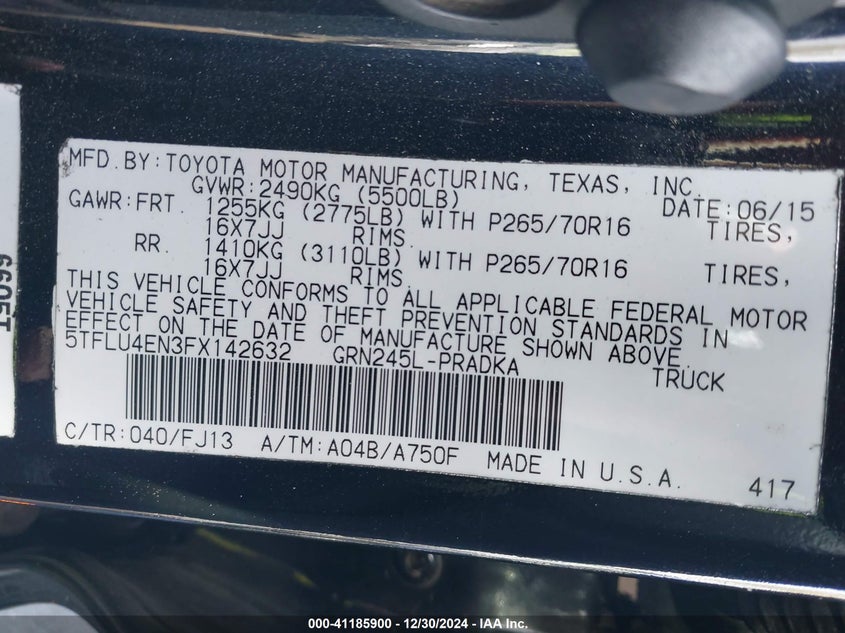 MFD. BY: TOYOTA MOTOR MANUFACTURING, TEXAS, INC.
GVWR: 2490KG (5500LB) DATE: 06/15
GAWR: FRT. 1255KG (2775LB) WITH P265/70R16 TIRES,
16X7JJ RIMS.
RR. 1410KG (3110LB) WITH P265/70R16 TIRES,
16X7JJ RIMS.
THIS VEHICLE CONFORMS TO ALL APPLICABLE FEDERAL MOTOR
VEHICLE SAFETY AND THEFT PREVENTION STANDARDS IN
EFFECT ON THE DATE OF MANUFACTURE SHOWN ABOVE.
5TFLU4EN3FX142632 GRN245L-PRADKA TRUCK
C/TR: 040/FJ13 A/TM: A04B/A750F MADE IN U.S.A. 417
000-41185900 - 12/30/2024 - IAA Inc.